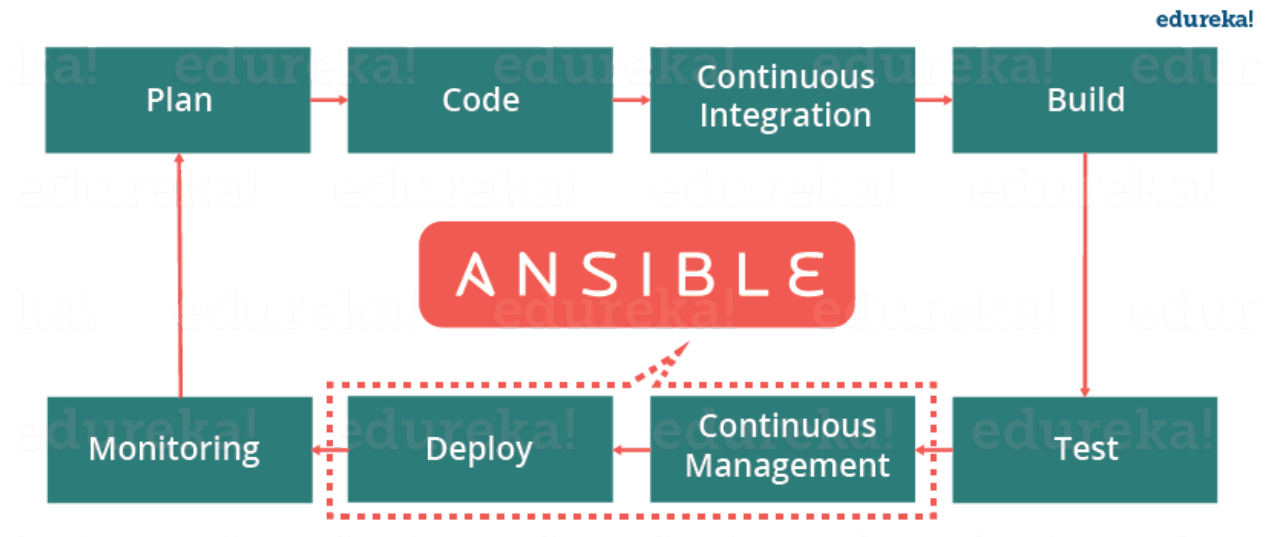 edureka!
Plan
Code
Continuous
Integration
Build
ANSIBLE
Monitoring
Deploy
Continuous
Management
Test